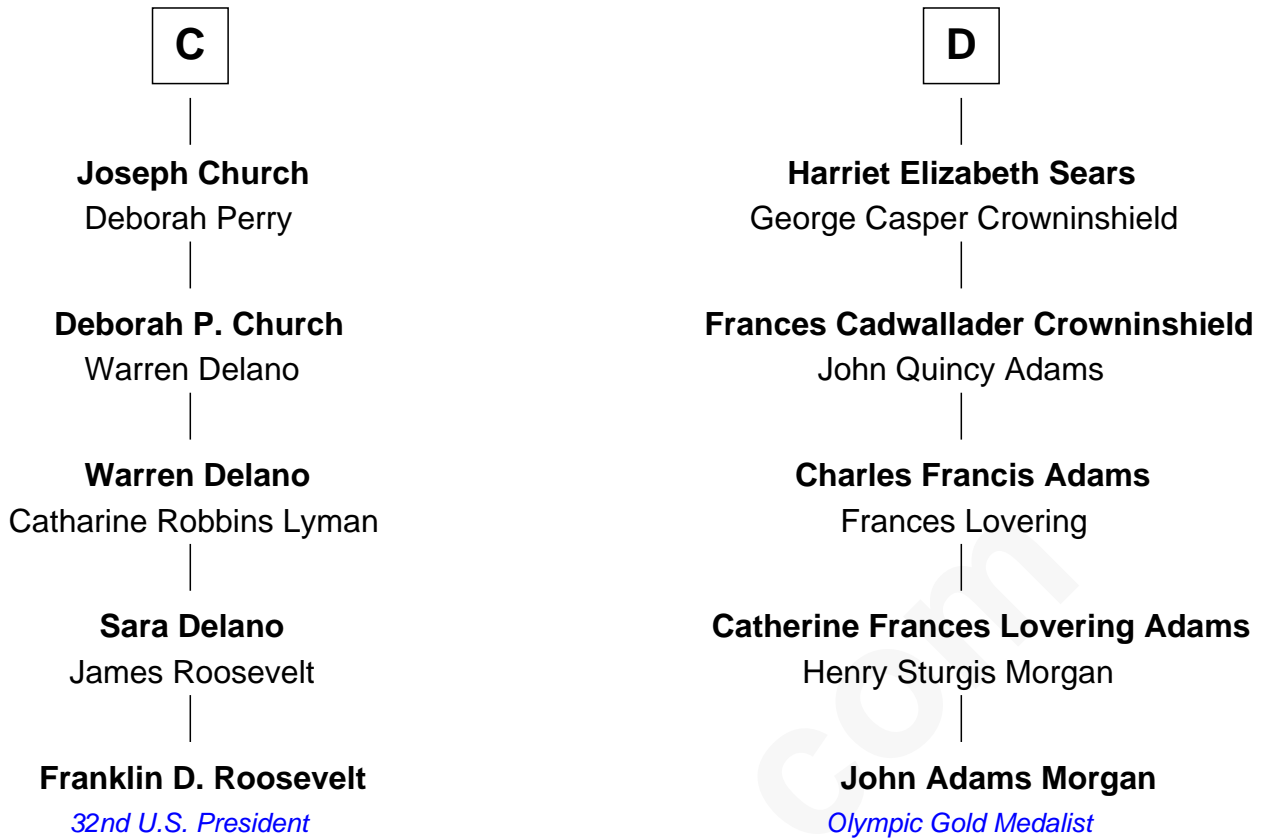 C
Joseph Church
Deborah Perry
Deborah P. Church
Warren Delano
Warren Delano
Catharine Robbins Lyman
Sara Delano
James Roosevelt
Franklin D. Roosevelt
32nd U.S. President
D
Harriet Elizabeth Sears
George Casper Crowninshield
Frances Cadwallader Crowninshield
John Quincy Adams
Charles Francis Adams
Frances Lovering
Catherine Frances Lovering Adams
Henry Sturgis Morgan
John Adams Morgan
Olympic Gold Medalist
com